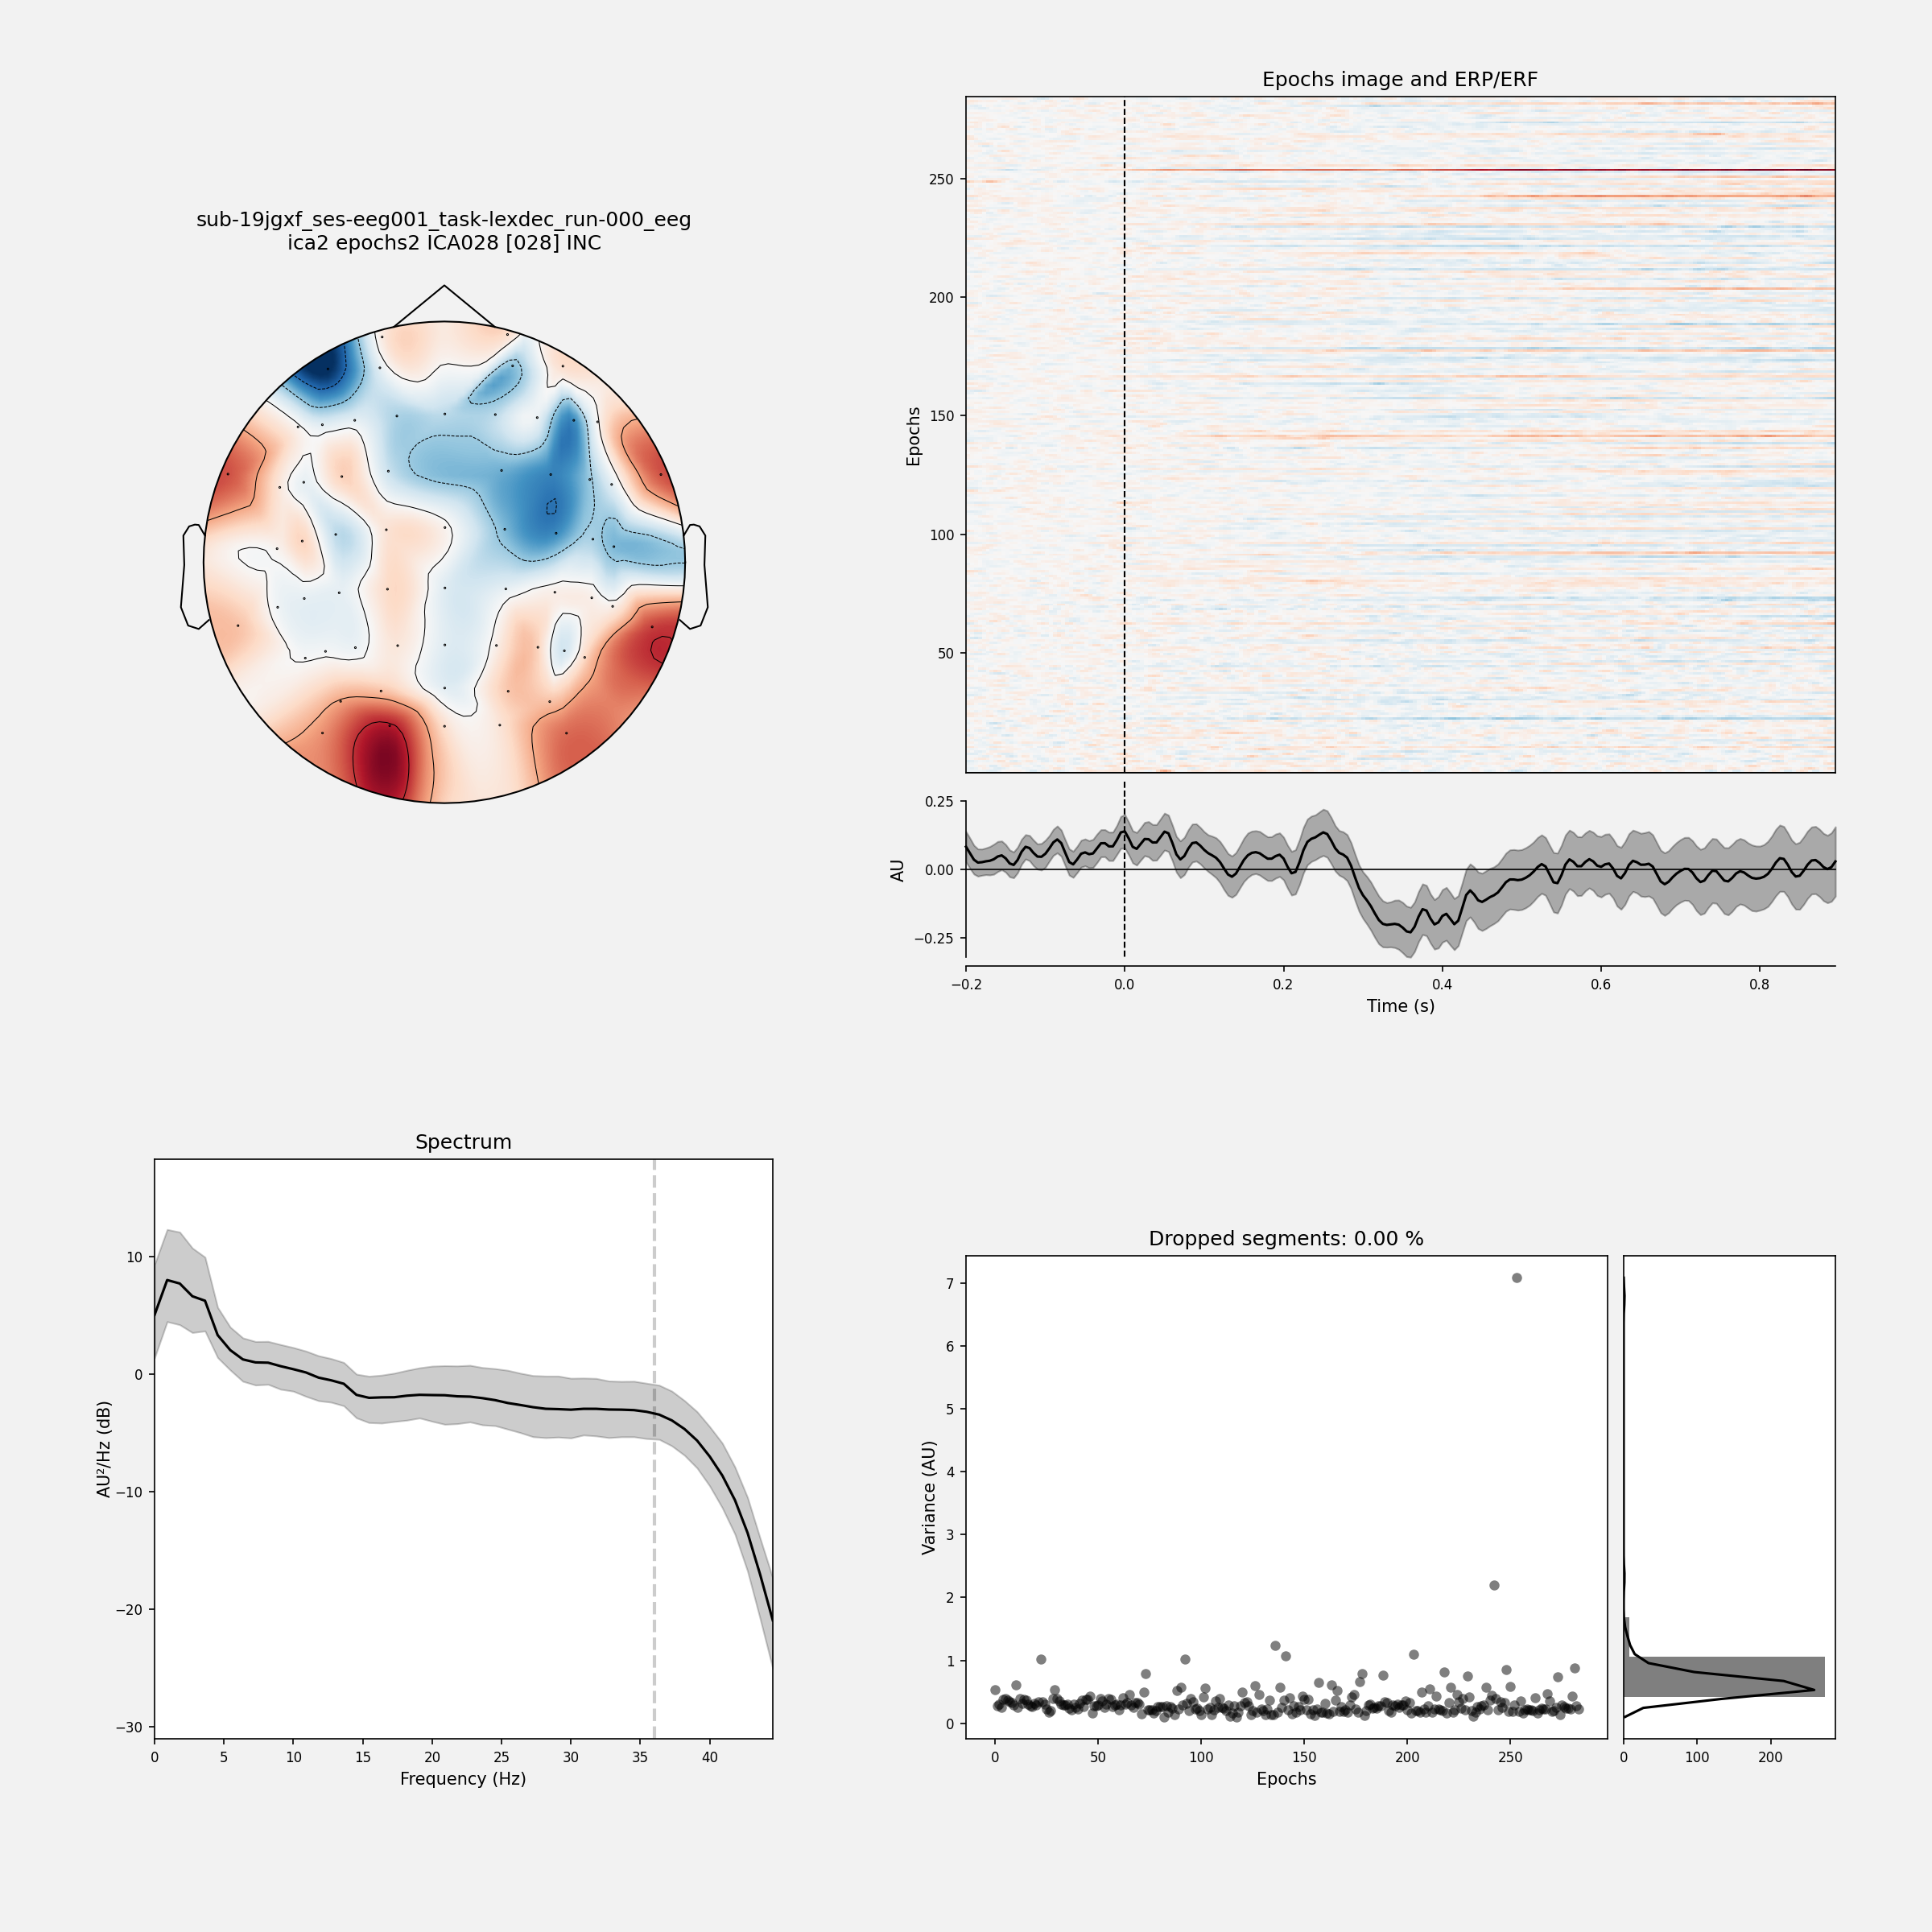 sub-19jgxf_ses-eeg001_task-lexdec_run-000_eeg
ica2 epochs2 ICA028 [028] INC
Epochs image and ERP/ERF
Epochs
250
200
150
100
50
AU
0.25
0.00
−0.25
−0.2 0.0 0.2 0.4 0.6 0.8
Time (s)
Spectrum
AU²/Hz (dB)
10
0
−10
−20
−30
0 5 10 15 20 25 30 35 40
Frequency (Hz)
Dropped segments: 0.00 %
Variance (AU)
7
6
5
4
3
2
1
0
0 50 100 150 200 250
Epochs
0 100 200